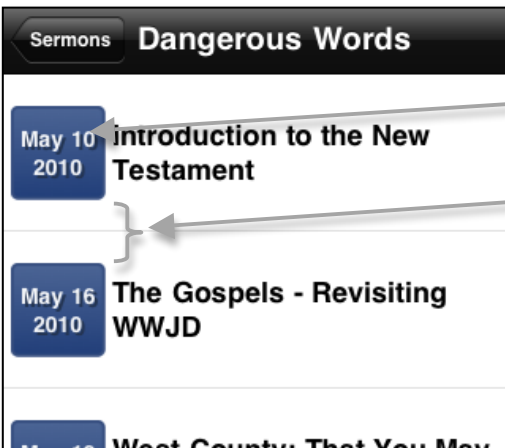 Sermons
Dangerous Words
May 10
2010
Introduction to the New
Testament
May 16
2010
The Gospels - Revisiting
WWJD
West County: That You May